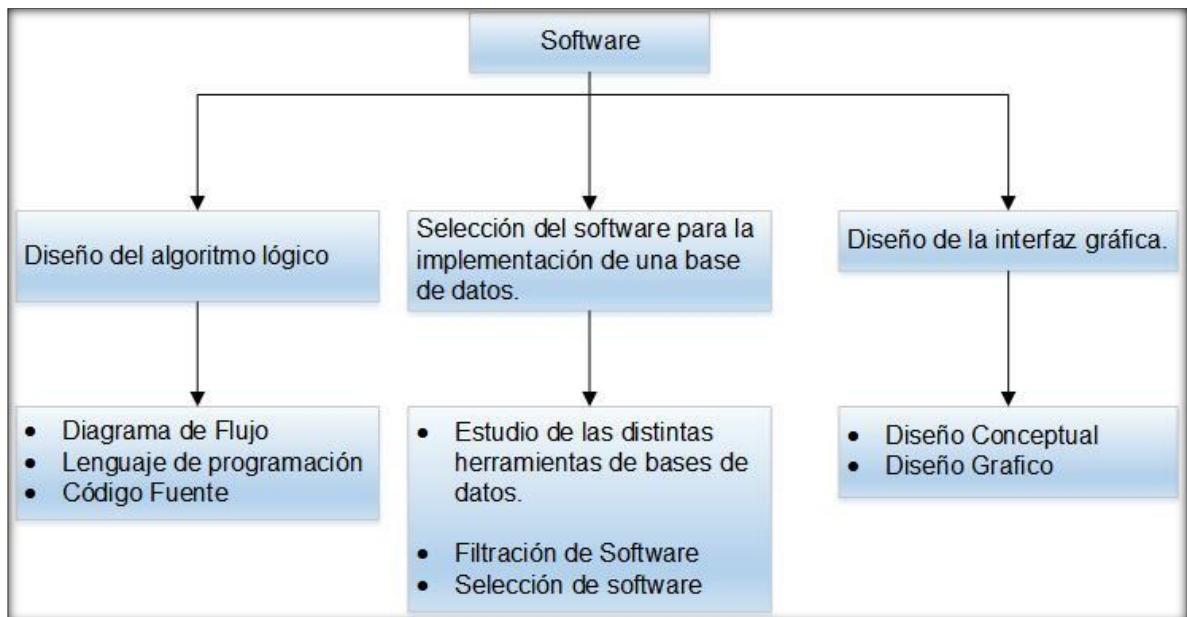 Software
Diseño del algoritmo lógico
Selección del software para la
implementación de una base
de datos.
Diseño de la interfaz gráfica.
• Diagrama de Flujo
• Lenguaje de programación
• Código Fuente
• Estudio de las distintas
herramientas de bases de
datos.
• Filtración de Software
• Selección de software
• Diseño Conceptual
• Diseño Grafico